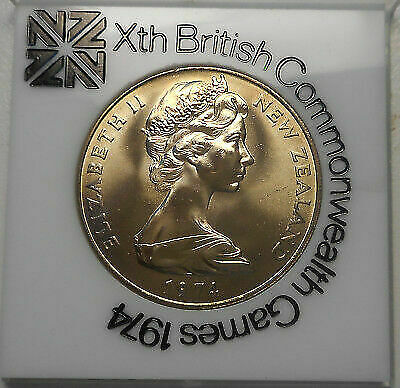 Xth British Commonwealth Games 1974
ELIZABETH II
NEW ZEALAND
1974